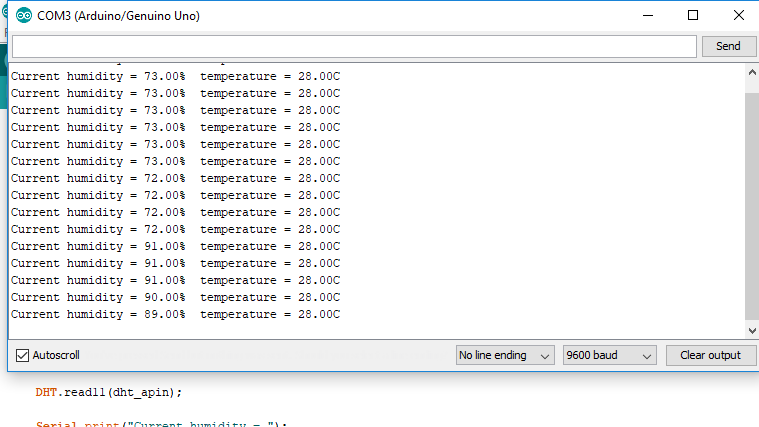 COM3 (Arduino/Genuino Uno)
Send
Current humidity = 73.00%  temperature = 28.00C
Current humidity = 73.00%  temperature = 28.00C
Current humidity = 73.00%  temperature = 28.00C
Current humidity = 73.00%  temperature = 28.00C
Current humidity = 73.00%  temperature = 28.00C
Current humidity = 73.00%  temperature = 28.00C
Current humidity = 72.00%  temperature = 28.00C
Current humidity = 72.00%  temperature = 28.00C
Current humidity = 72.00%  temperature = 28.00C
Current humidity = 72.00%  temperature = 28.00C
Current humidity = 91.00%  temperature = 28.00C
Current humidity = 91.00%  temperature = 28.00C
Current humidity = 91.00%  temperature = 28.00C
Current humidity = 90.00%  temperature = 28.00C
Current humidity = 89.00%  temperature = 28.00C
Autoscroll No line ending 9600 baud Clear output
DHT.read11(dht_apin);
Serial.print("Current humidity = ");